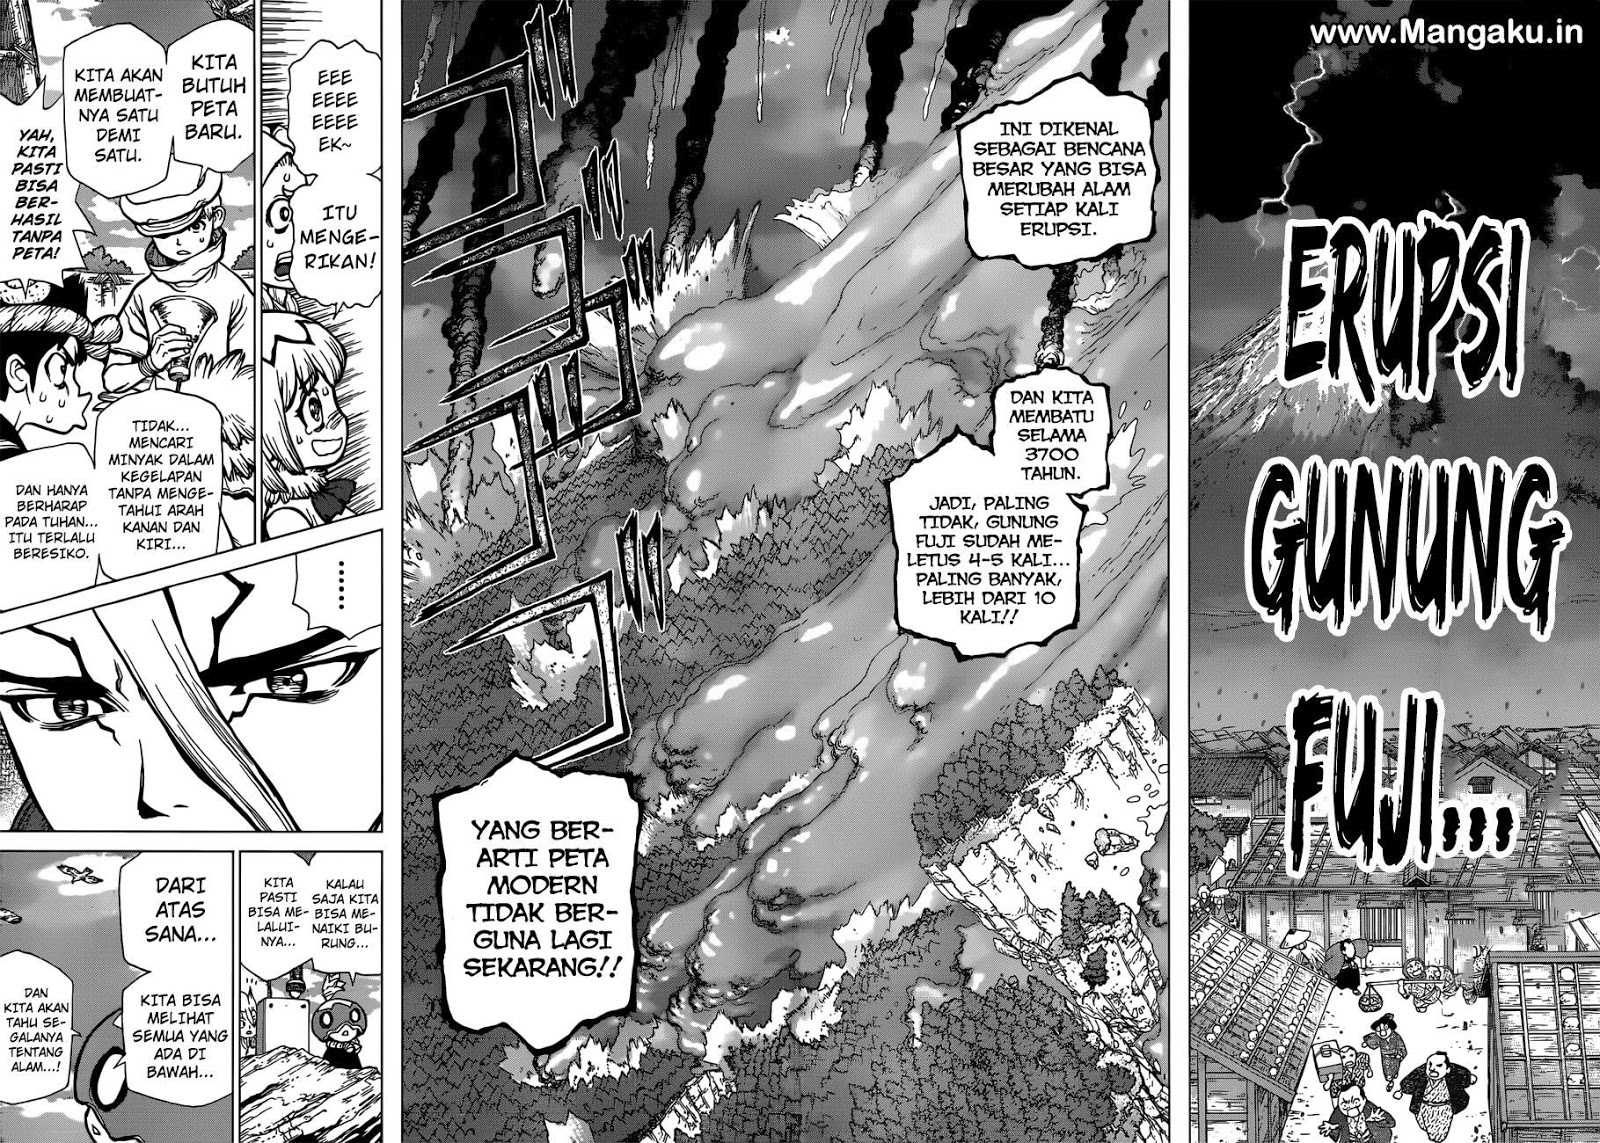 www.Mangaku.in
ERUPSI
GUNUNG
FUJI...
INI DIKENAL
SEBAGAI BENCANA
BESAR YANG BISA
MERUBAH ALAM
SETIAP KALI
ERUPSI.
DAN KITA
MEMBATU
SELAMA
3700
TAHUN.
JADI, PALING
TIDAK, GUNUNG
FUJI SUDAH ME-
LETUS 4-5 KALI...
PALING BANYAK,
LEBIH DARI 10
KALI!!
YANG BER-
ARTI PETA
MODERN
TIDAK BER-
GUNA LAGI
SEKARANG!!
EEE
EEEE
EEEE
EK~
ITU
MENGE-
RIKAN!
KITA
BUTUH
PETA
BARU.
KITA AKAN
MEMBUAT-
NYA SATU
DEMI
SATU.
YAH,
KITA
PASTI
BISA
BER-
HASIL
TANPA
PETA!
TIDAK...
MENCARI
MINYAK DALAM
KEGELAPAN
TANPA MENGE-
TAHUI ARAH
KANAN DAN
KIRI...
DAN HANYA
BERHARAP
PADA TUHAN...
ITU TERLALU
BERESIKO.
......
KALAU
SAJA KITA
BISA ME-
NAIKI BU-
RUNG...
KITA
PASTI
BISA ME-
LALUI-
NYA...
DARI
ATAS
SANA...
KITA BISA
MELIHAT
SEMUA YANG
ADA DI
BAWAH...
DAN
KITA AKAN
TAHU SE-
GALANYA
TENTANG
ALAM...!